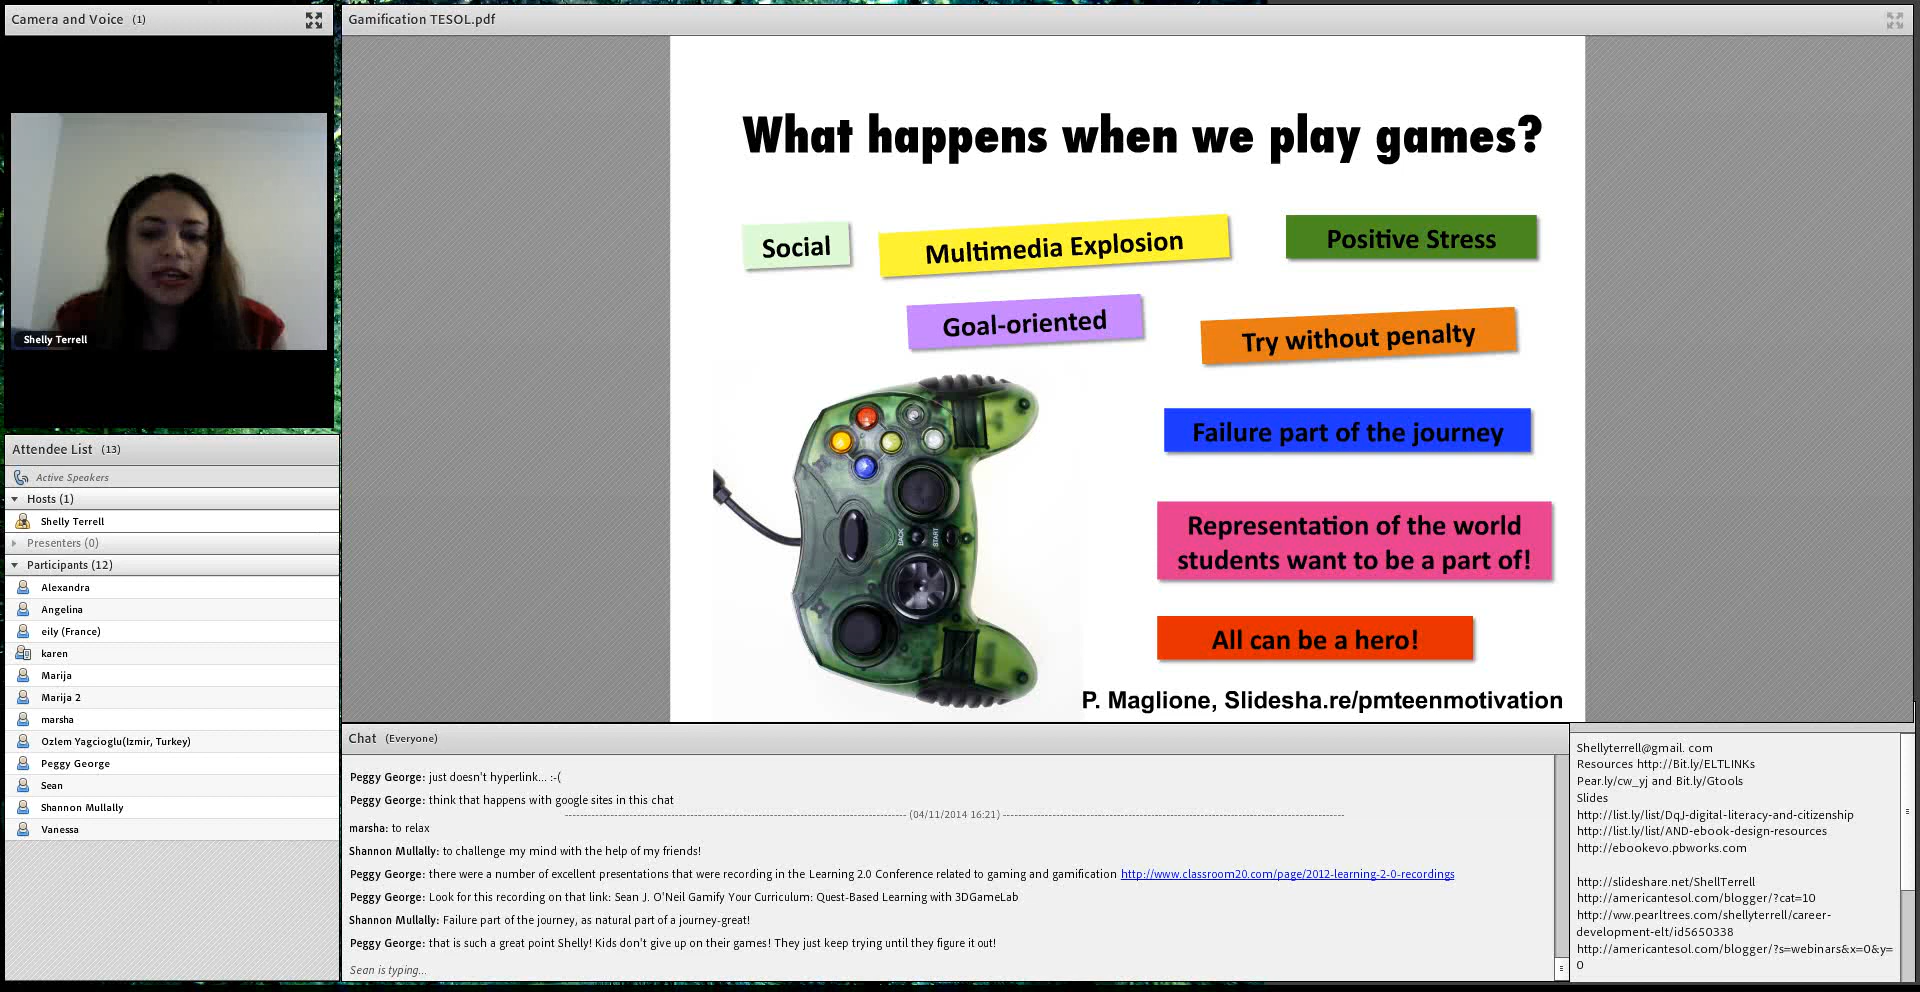 Camera and Voice (1)
Shelly Terrell
Attendee List (13)
Active Speakers
Hosts (1)
Shelly Terrell
Presenters (0)
Participants (12)
Alexandra
Angelina
eily (France)
karen
Marija
Marija 2
marsha
Ozlem Yagcioglu(Izmir, Turkey)
Peggy George
Sean
Shannon Mullally
Vanessa
Gamification TESOL.pdf
What happens when we play games?
Social
Multimedia Explosion
Positive Stress
Goal-oriented
Try without penalty
Failure part of the journey
Representation of the world
students want to be a part of!
All can be a hero!
BACK
START
P. Maglione, Slidesha.re/pmteenmotivation
Chat (Everyone)
Peggy George: just doesn't hyperlink... :-(
Peggy George: think that happens with google sites in this chat
(04/11/2014 16:21)
marsha: to relax
Shannon Mullally: to challenge my mind with the help of my friends!
Peggy George: there were a number of excellent presentations that were recording in the Learning 2.0 Conference related to gaming and gamification http://www.classroom20.com/page/2012-learning-2-0-recordings
Peggy George: Look for this recording on that link: Sean J. O'Neil Gamify Your Curriculum: Quest-Based Learning with 3DGameLab
Shannon Mullally: Failure part of the journey, as natural part of a journey-great!
Peggy George: that is such a great point Shelly! Kids don't give up on their games! They just keep trying until they figure it out!
Sean is typing...
Shellyterrell@gmail. com
Resources http://Bit.ly/ELTLINKs
Pear.ly/cw_yj and Bit.ly/Gtools
Slides
http://list.ly/list/DqJ-digital-literacy-and-citizenship
http://list.ly/list/AND-ebook-design-resources
http://ebookevo.pbworks.com
http://slideshare.net/ShellTerrell
http://americantesol.com/blogger/?cat=10
http://ww.pearltrees.com/shellyterrell/career-
development-elt/id5650338
http://americantesol.com/blogger/?s=webinars&x=0&y=
0